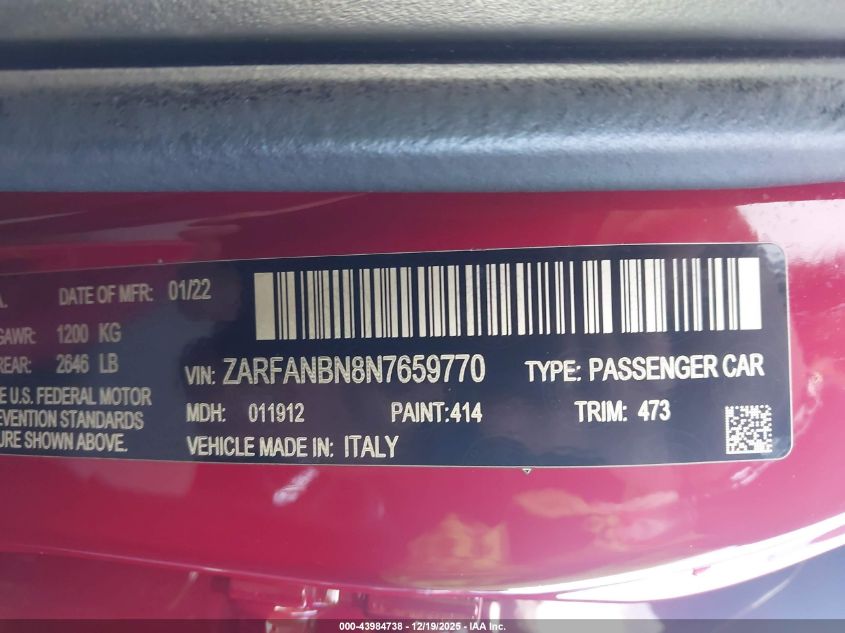 A. DATE OF MFR: 01/22
GAWR: 1200 KG
REAR: 2646 LB
E U.S. FEDERAL MOTOR
EVENTION STANDARDS
URE SHOWN ABOVE.
VIN: ZARFANBN8N7659770 TYPE: PASSENGER CAR
MDH: 011912 PAINT:414 TRIM: 473
VEHICLE MADE IN: ITALY
000-43984738 - 12/19/2025 - IAA Inc.